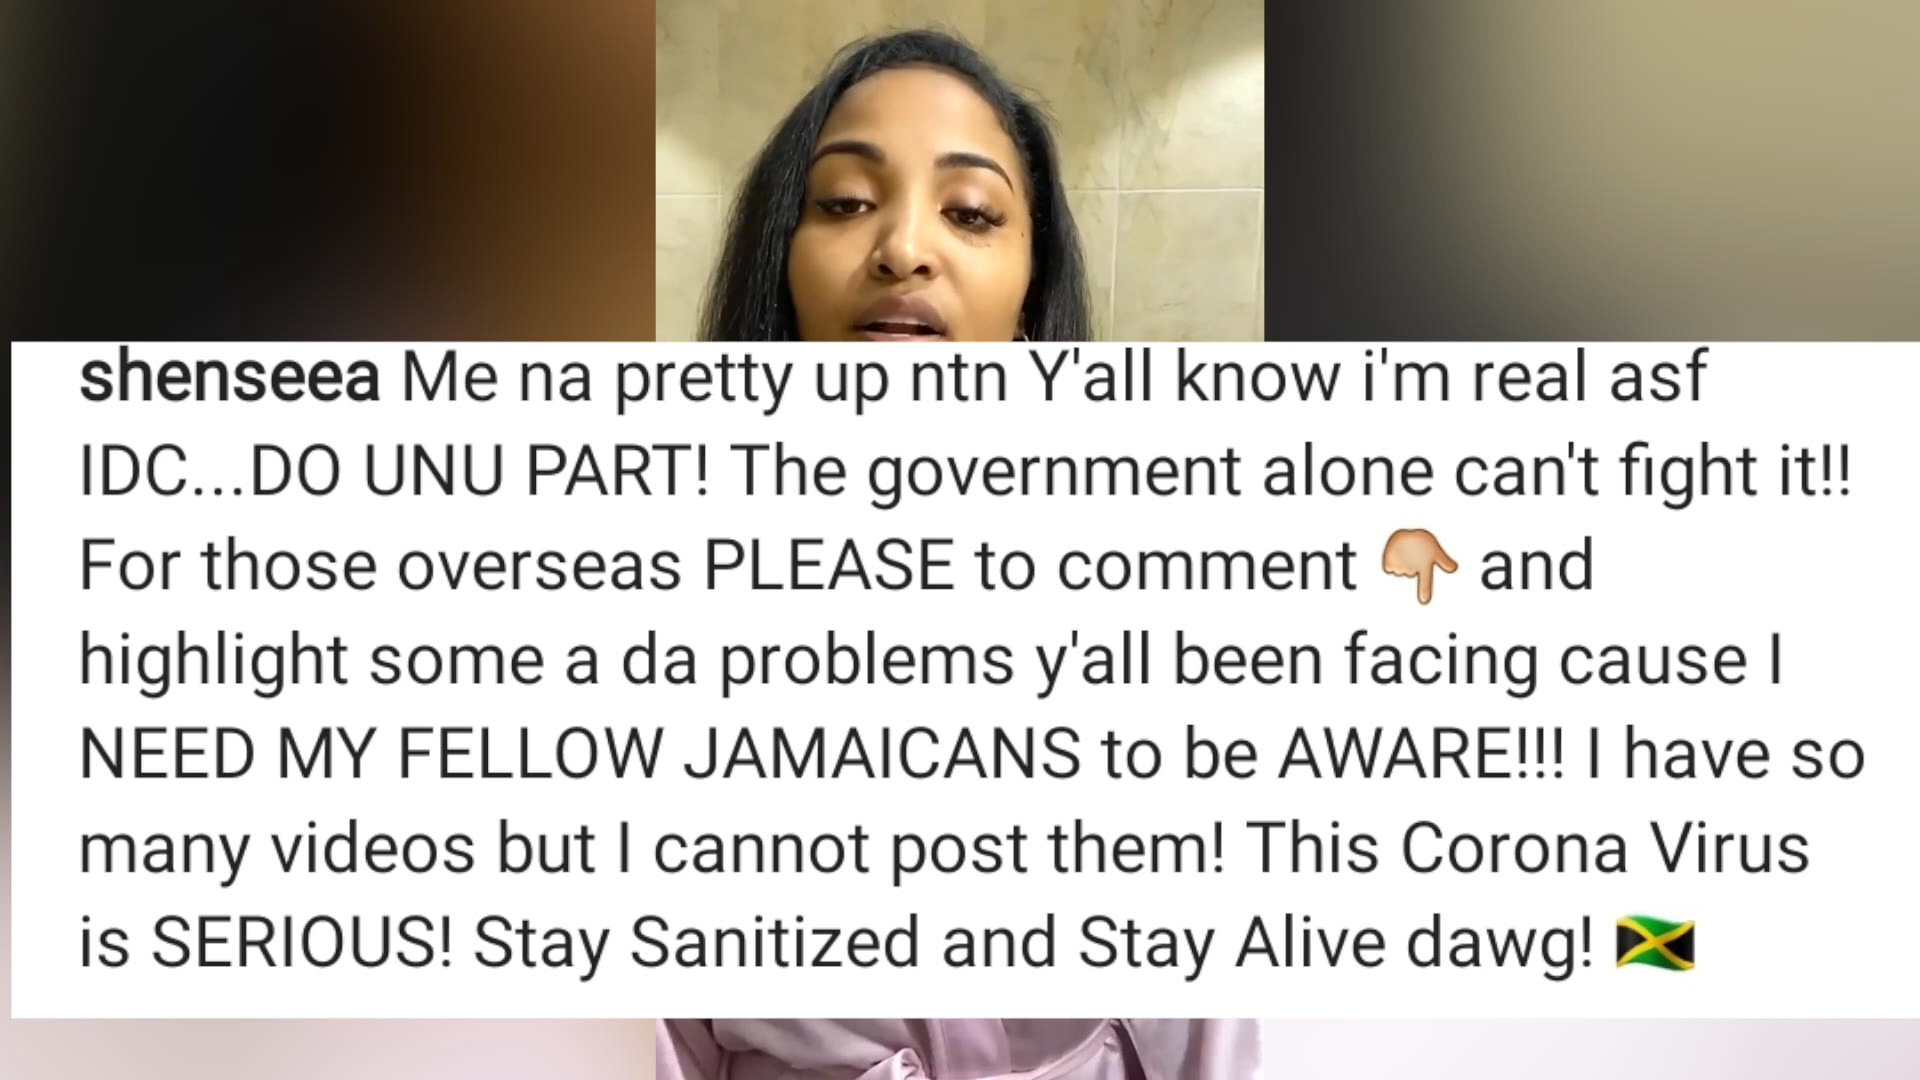 shenseea Me na pretty up ntn Y'all know i'm real asf
IDC...DO UNU PART! The government alone can't fight it!!
For those overseas PLEASE to comment 👇🏼 and
highlight some a da problems y'all been facing cause I
NEED MY FELLOW JAMAICANS to be AWARE!!! I have so
many videos but I cannot post them! This Corona Virus
is SERIOUS! Stay Sanitized and Stay Alive dawg! 🇯🇲